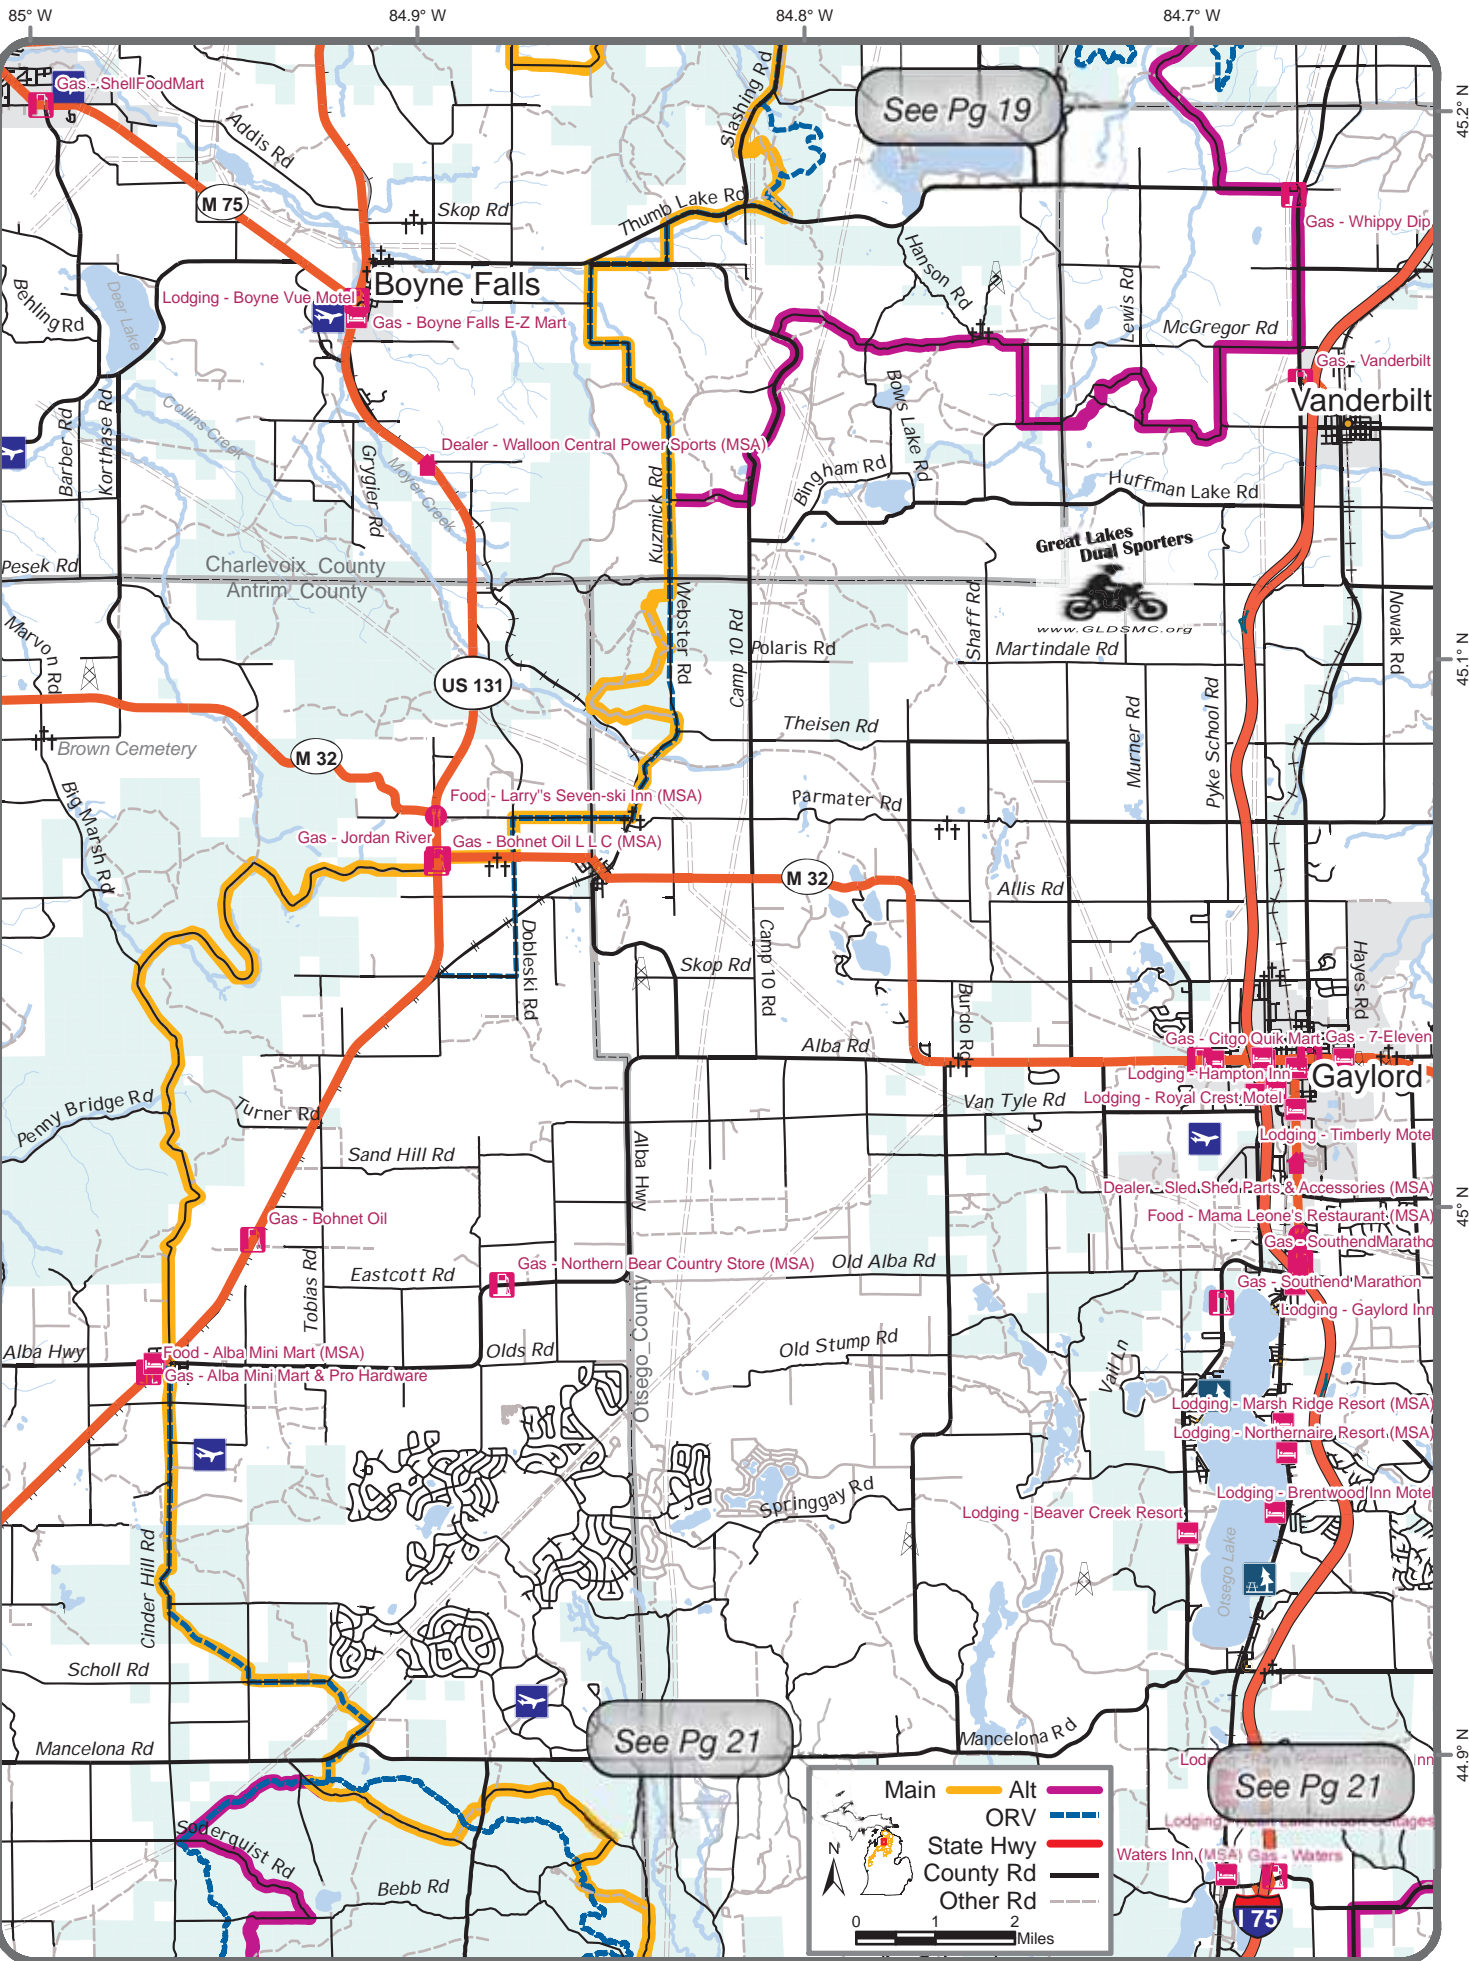 85° W
84.9° W
84.8° W
84.7° W
45.2° N
45.1° N
45° N
44.9° N
Gas - ShellFoodMart
Addis Rd
M 75
Skop Rd
Slashing Rd
Thumb Lake Rd
See Pg 19
Gas - Whippy Dip
Hanson Rd
Lewis Rd
McGregor Rd
Behling Rd
Deer Lake
Lodging - Boyne Vue Motel
Boyne Falls
Gas - Boyne Falls E-Z Mart
Gas - Vanderbilt
Vanderbilt
Barber Rd
Korthase Rd
Collins Creek
Grygier Rd
Moyer Creek
Dealer - Walloon Central Power Sports (MSA)
Kuzmick Rd
Bingham Rd
Bows Lake Rd
Huffman Lake Rd
Great Lakes
Dual Sporters
www.GLDSMC.org
Pesek Rd
Charlevoix_County
Antrim_County
Marvon Rd
Webster Rd
Camp 10 Rd
Polaris Rd
Shaff Rd
Martindale Rd
Nowak Rd
US 131
Brown Cemetery
M 32
Theisen Rd
Murner Rd
Pyke School Rd
Big Marsh Rd
Food - Larry"s Seven-ski Inn (MSA)
Parmater Rd
Gas - Jordan River
Gas - Bohnet Oil L L C (MSA)
M 32
Allis Rd
Dobleski Rd
Skop Rd
Camp 10 Rd
Burdo Rd
Hayes Rd
Alba Rd
Gas - Citgo Quik Mart
Gas - 7-Eleven
Lodging - Hampton Inn
Gaylord
Penny Bridge Rd
Turner Rd
Van Tyle Rd
Lodging - Royal Crest Motel
Sand Hill Rd
Alba Hwy
Lodging - Timberly Motel
Dealer - Sled Shed Parts & Accessories (MSA)
Gas - Bohnet Oil
Food - Mama Leone's Restaurant (MSA)
Gas - SouthendMaratho
Tobias Rd
Eastcott Rd
Gas - Northern Bear Country Store (MSA)
Old Alba Rd
Gas - Southend Marathon
Lodging - Gaylord Inn
Otsego_County
Alba Hwy
Food - Alba Mini Mart (MSA)
Gas - Alba Mini Mart & Pro Hardware
Olds Rd
Old Stump Rd
Vail Ln
Lodging - Marsh Ridge Resort (MSA)
Lodging - Northernaire Resort (MSA)
Springgay Rd
Lodging - Brentwood Inn Motel
Lodging - Beaver Creek Resort
Cinder Hill Rd
Otsego Lake
Scholl Rd
Mancelona Rd
See Pg 21
Mancelona Rd
See Pg 21
Soderquist Rd
Bebb Rd
Main
Alt
ORV
State Hwy
County Rd
Other Rd
N
0 1 2
Miles
Waters Inn (MSA)
Gas - Waters
I 75